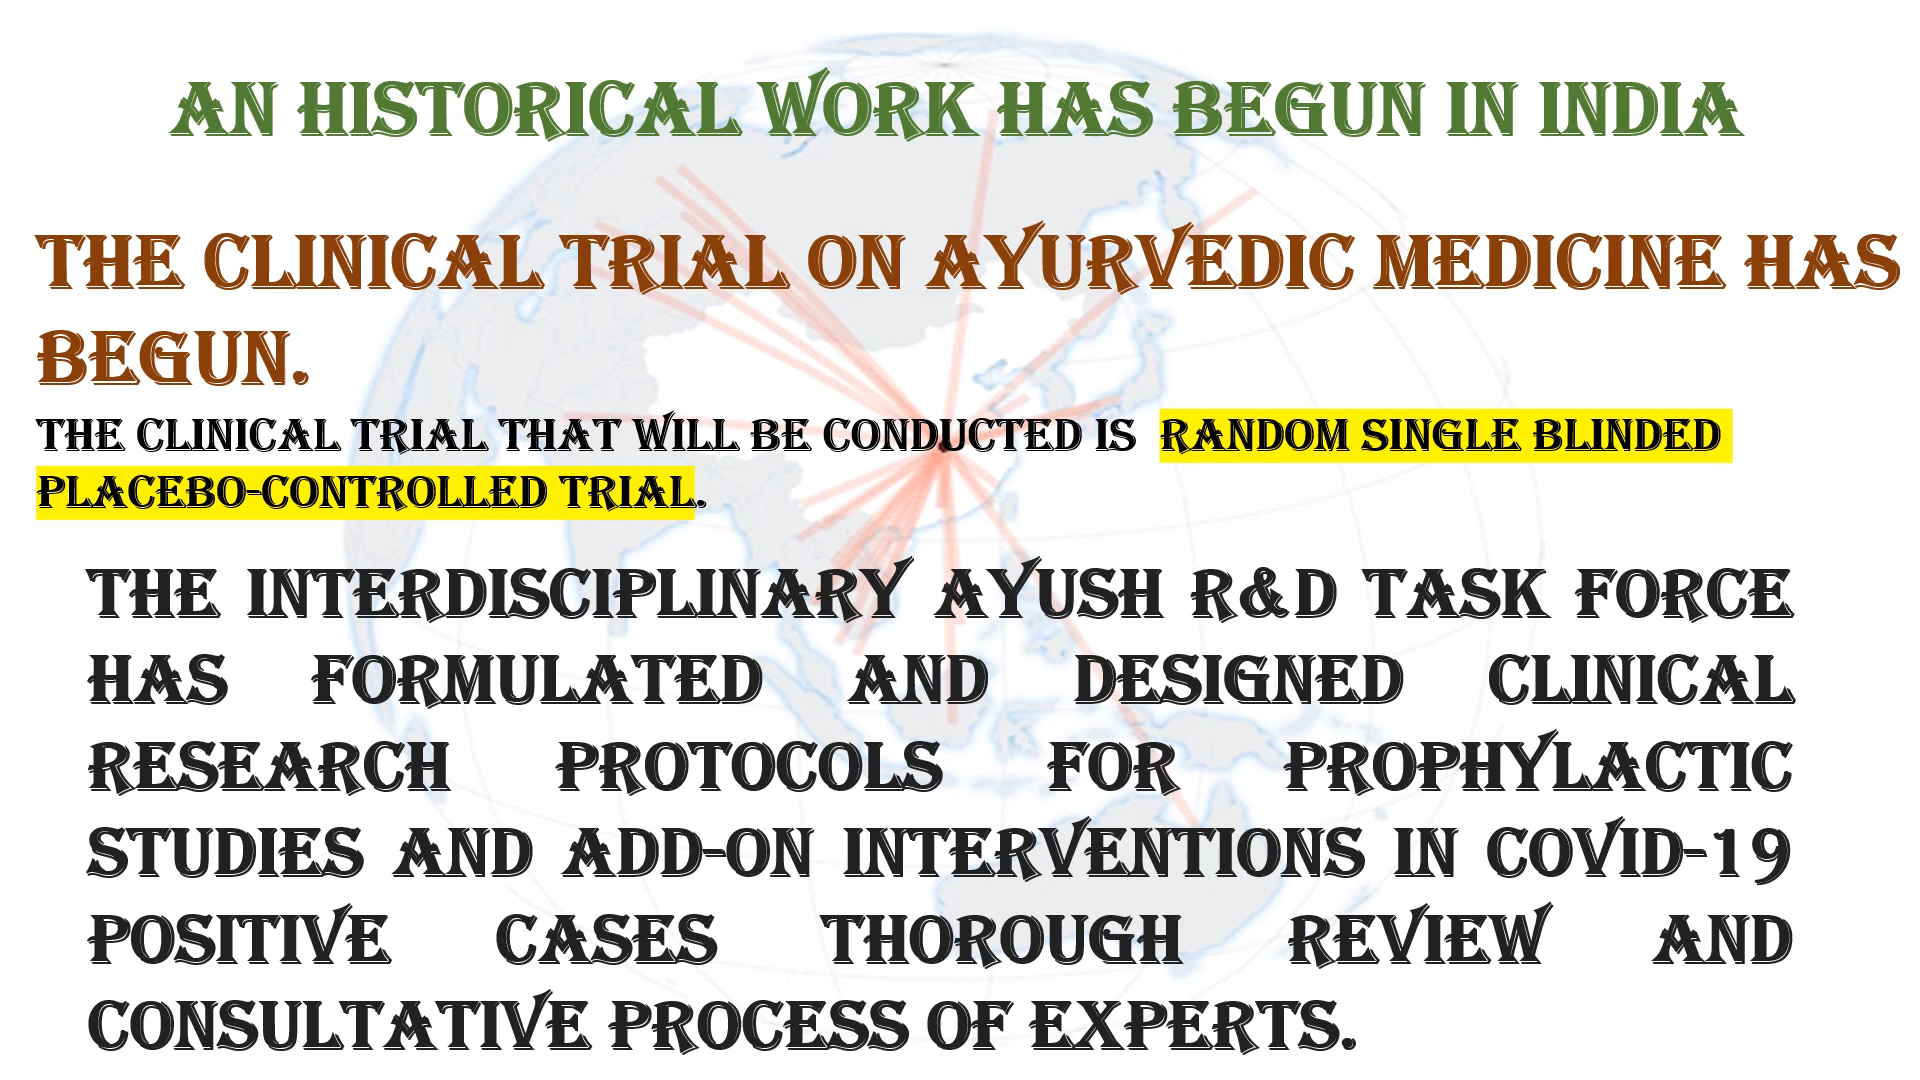 AN HISTORICAL WORK HAS BEGUN IN INDIA
THE CLINICAL TRIAL ON AYURVEDIC MEDICINE HAS
BEGUN.
THE CLINICAL TRIAL THAT WILL BE CONDUCTED IS RANDOM SINGLE BLINDED
PLACEBO-CONTROLLED TRIAL.
THE INTERDISCIPLINARY AYUSH R&D TASK FORCE
HAS FORMULATED AND DESIGNED CLINICAL
RESEARCH PROTOCOLS FOR PROPHYLACTIC
STUDIES AND ADD-ON INTERVENTIONS IN COVID-19
POSITIVE CASES THOROUGH REVIEW AND
CONSULTATIVE PROCESS OF EXPERTS.